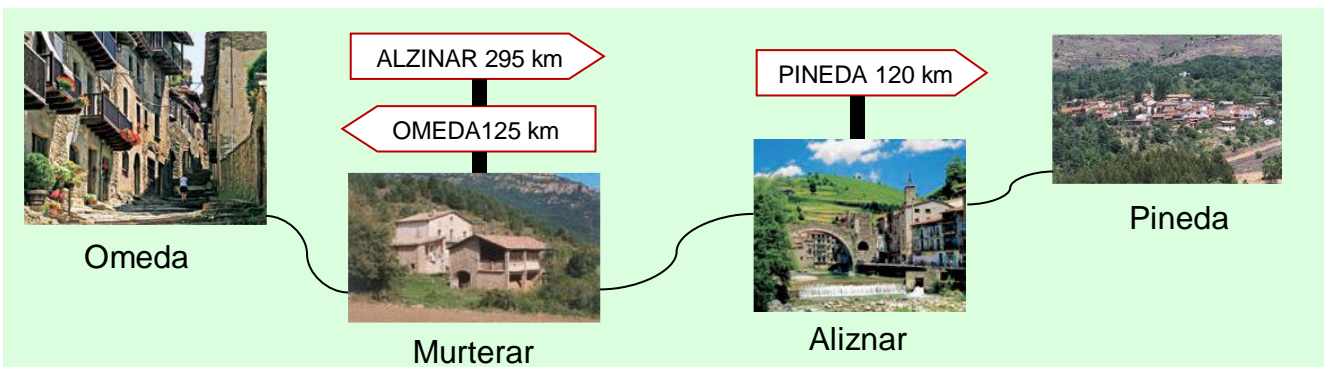 ALZINAR 295 km
OMEDA125 km
PINEDA 120 km
Omeda
Murterar
Aliznar
Pineda